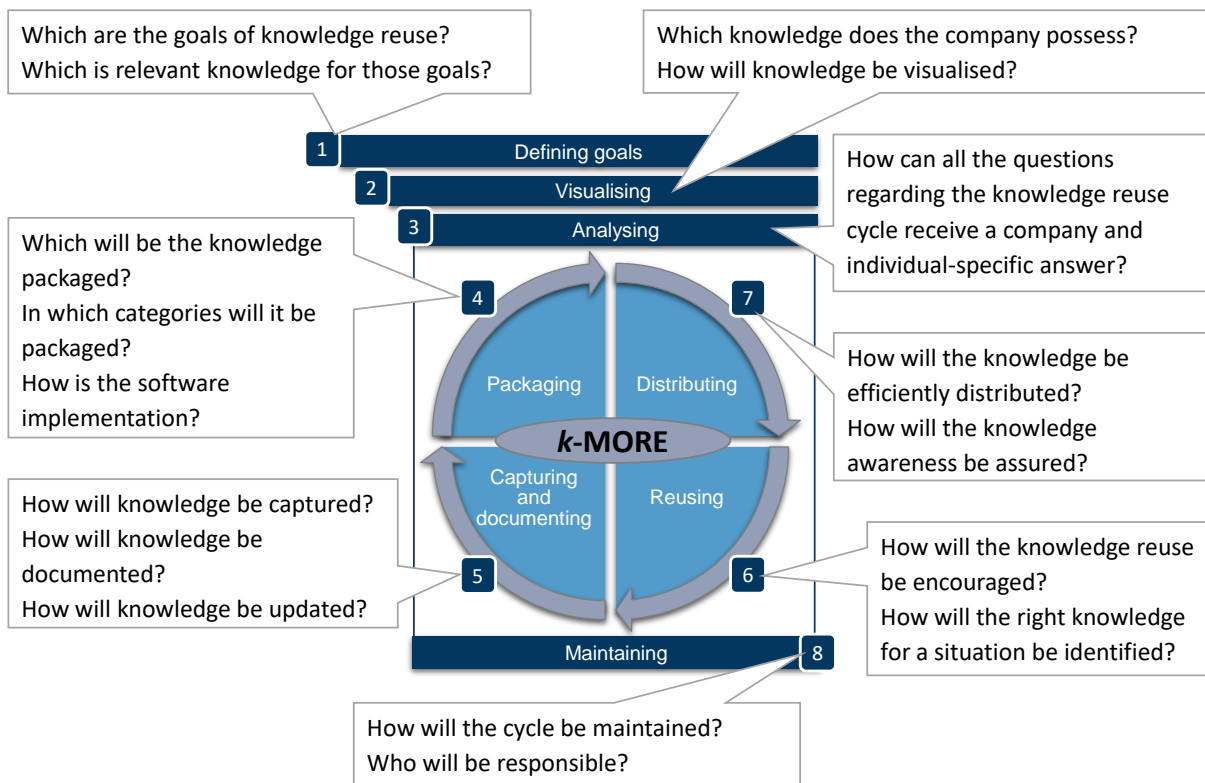 Which are the goals of knowledge reuse?
Which is relevant knowledge for those goals?
Which knowledge does the company possess?
How will knowledge be visualised?
1
Defining goals
2
Visualising
3
Analysing
How can all the questions
regarding the knowledge reuse
cycle receive a company and
individual-specific answer?
Which will be the knowledge
packaged?
In which categories will it be
packaged?
How is the software
implementation?
4
7
Packaging
Distributing
How will the knowledge be
efficiently distributed?
How will the knowledge
awareness be assured?
k-MORE
Capturing
and
documenting
Reusing
How will knowledge be captured?
How will knowledge be
documented?
How will knowledge be updated?
5
6
How will the knowledge reuse
be encouraged?
How will the right knowledge
for a situation be identified?
Maintaining
8
How will the cycle be maintained?
Who will be responsible?